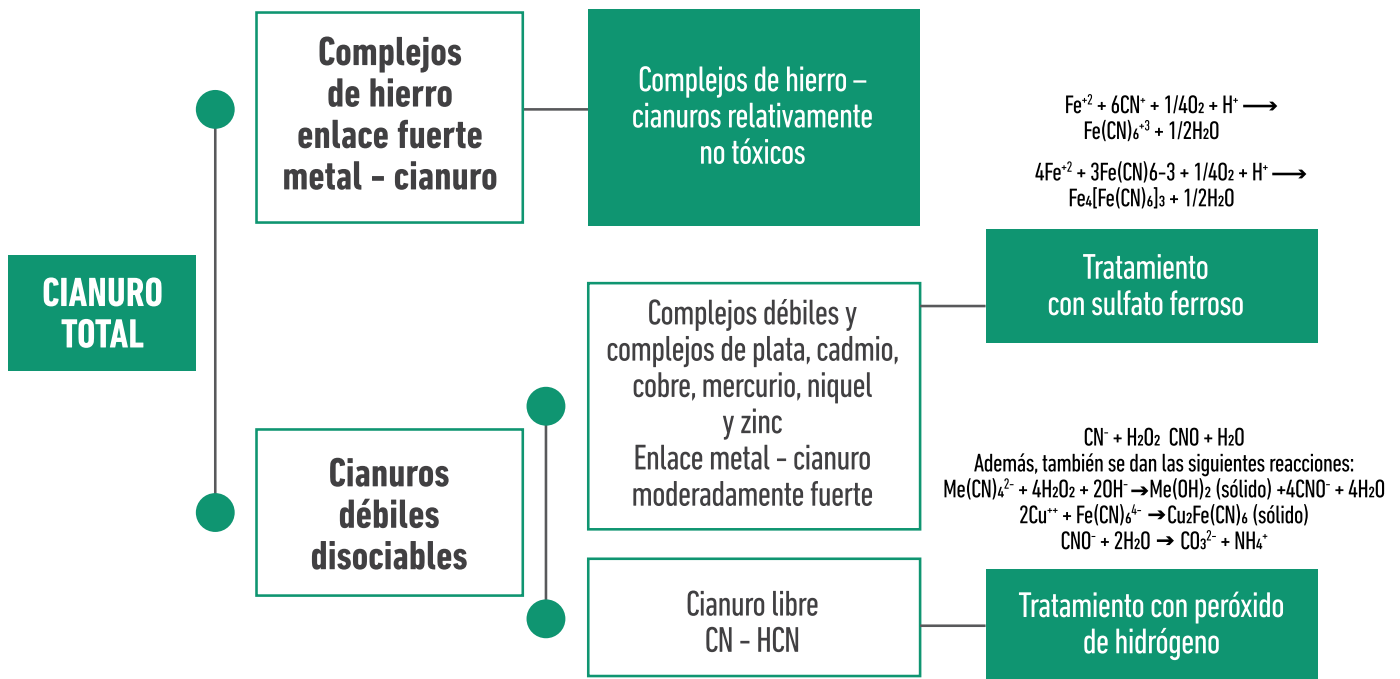 CIANURO
TOTAL
Complejos
de hierro
enlace fuerte
metal - cianuro
Complejos de hierro –
cianuros relativamente
no tóxicos
Fe⁺² + 6CN⁺ + 1/4O₂ + H⁺ ⟶
Fe(CN)₆⁺³ + 1/2H₂O
4Fe⁺² + 3Fe(CN)6-3 + 1/4O₂ + H⁺ ⟶
Fe₄[Fe(CN)₆]₃ + 1/2H₂O
Tratamiento
con sulfato ferroso
Cianuros
débiles
disociables
Complejos débiles y
complejos de plata, cadmio,
cobre, mercurio, niquel
y zinc
Enlace metal - cianuro
moderadamente fuerte
CN⁻ + H₂O₂ CNO + H₂O
Además, también se dan las siguientes reacciones:
Me(CN)₄²⁻ + 4H₂O₂ + 2OH⁻ ➔ Me(OH)₂ (sólido) +4CNO⁻ + 4H₂O
2Cu⁺⁺ + Fe(CN)₆⁴⁻ ➔ Cu₂Fe(CN)₆ (sólido)
CNO⁻ + 2H₂O ➔ CO₃²⁻ + NH₄⁺
Cianuro libre
CN - HCN
Tratamiento con peróxido
de hidrógeno